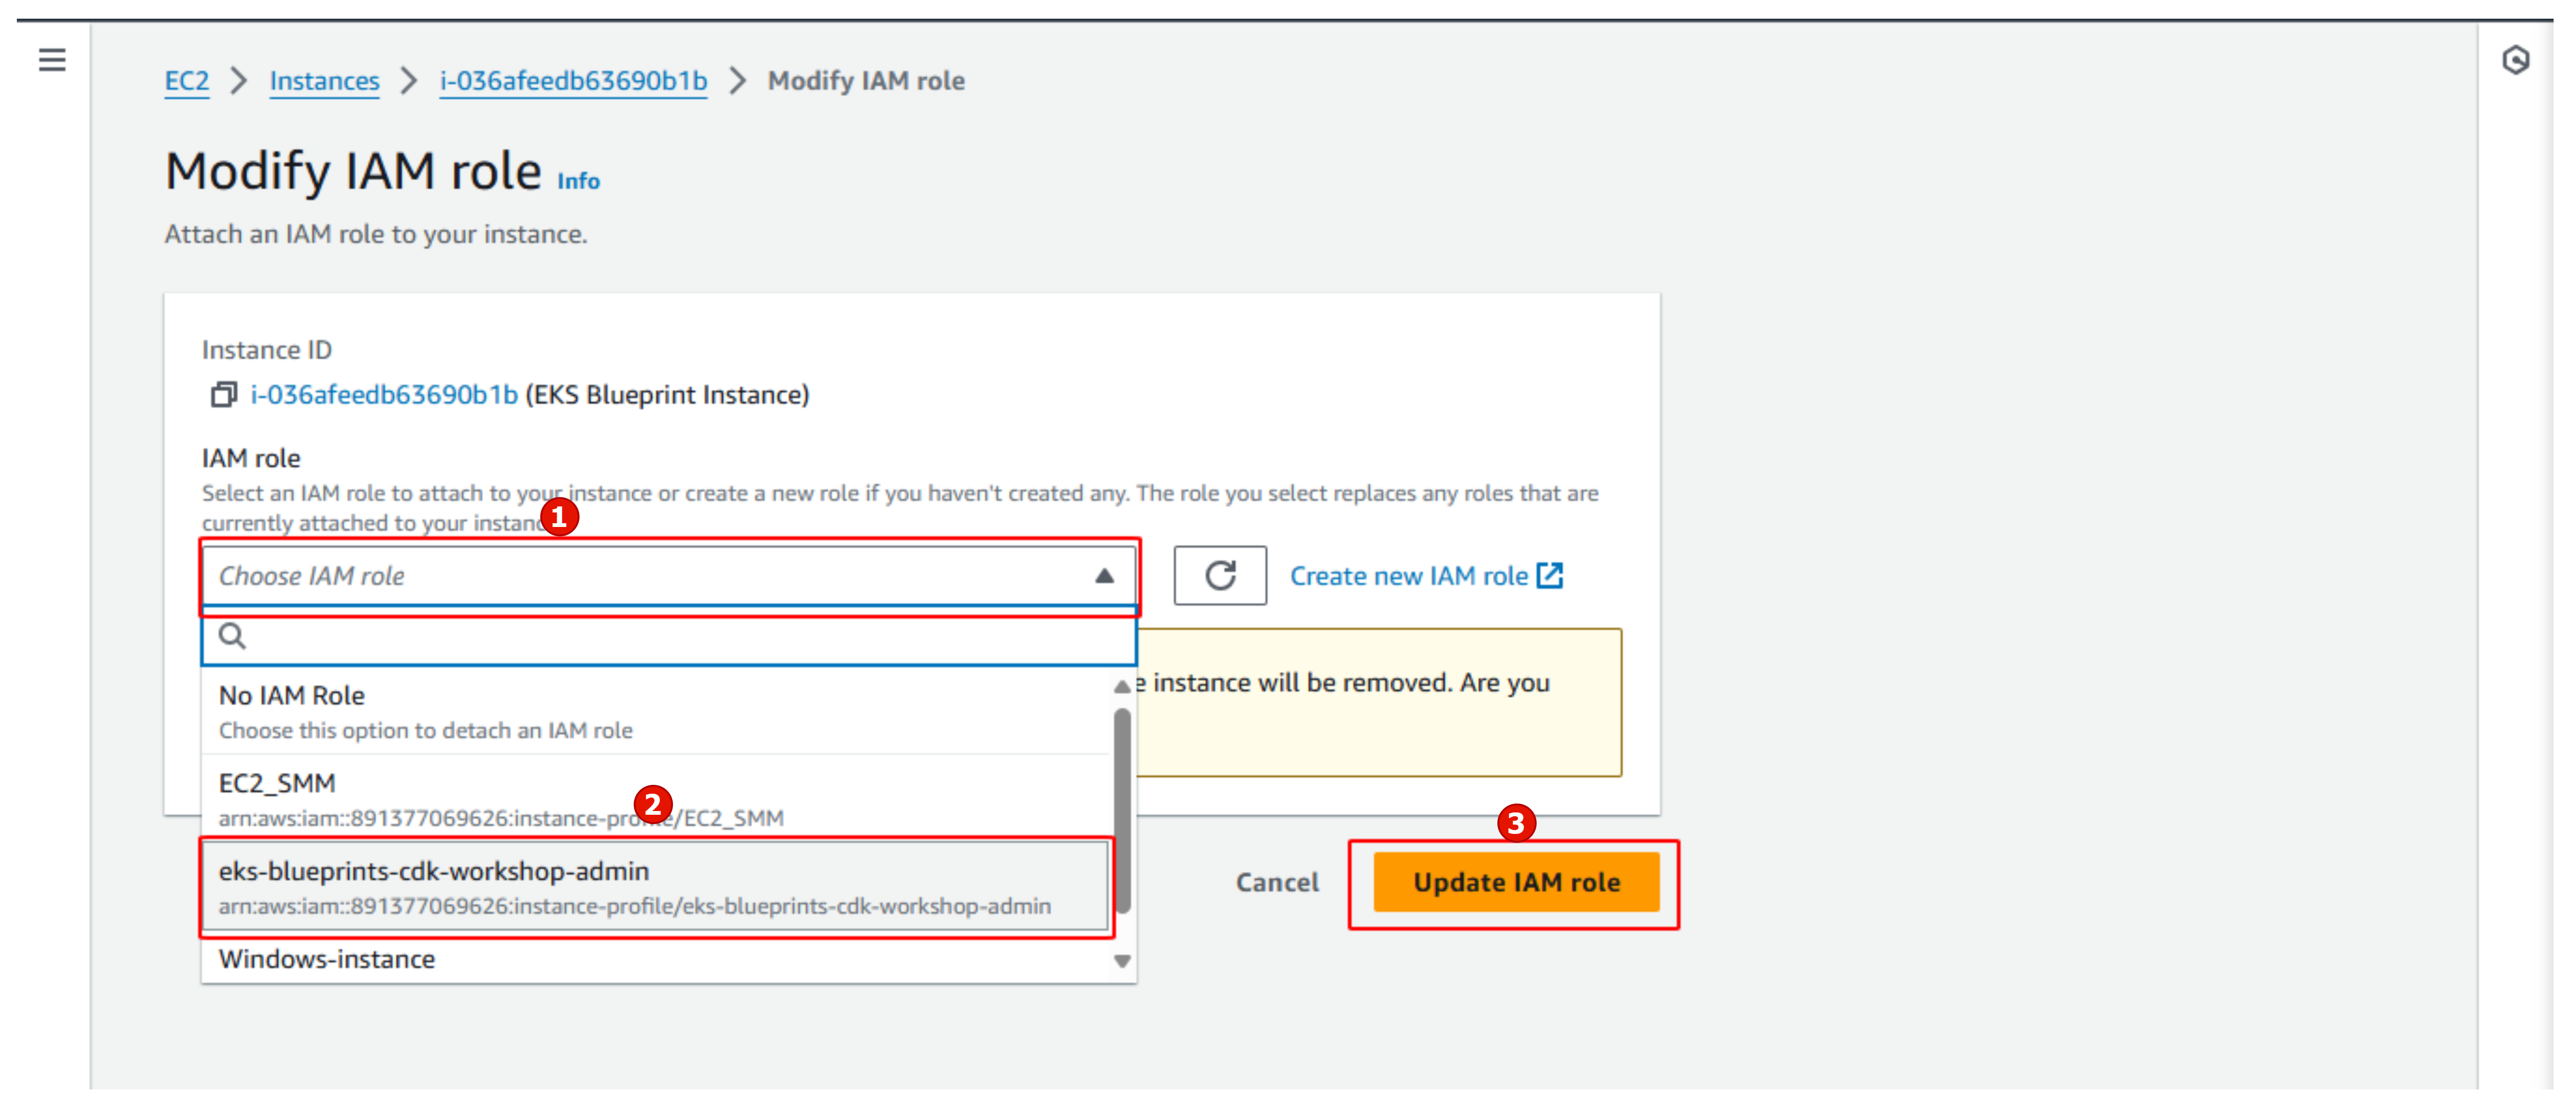 EC2 > Instances > i-036afeedb63690b1b > Modify IAM role
Modify IAM role Info
Attach an IAM role to your instance.
Instance ID
i-036afeedb63690b1b (EKS Blueprint Instance)
IAM role
Select an IAM role to attach to your instance or create a new role if you haven't created any. The role you select replaces any roles that are
currently attached to your instanc
1
Choose IAM role
Create new IAM role
e instance will be removed. Are you
No IAM Role
Choose this option to detach an IAM role
EC2_SMM
2
arn:aws:iam::891377069626:instance-profile/EC2_SMM
eks-blueprints-cdk-workshop-admin
arn:aws:iam::891377069626:instance-profile/eks-blueprints-cdk-workshop-admin
Windows-instance
3
Cancel
Update IAM role